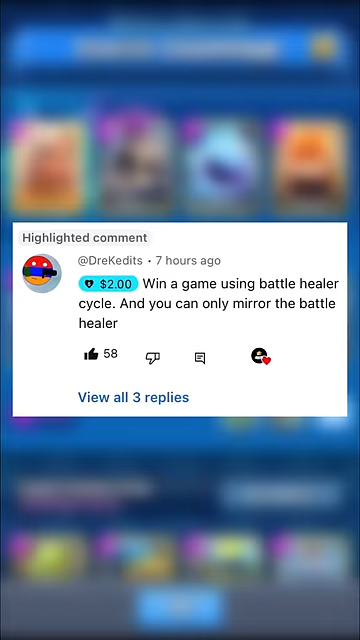 Highlighted comment
@DreKedits • 7 hours ago
$2.00 Win a game using battle healer
cycle. And you can only mirror the battle
healer
58
View all 3 replies